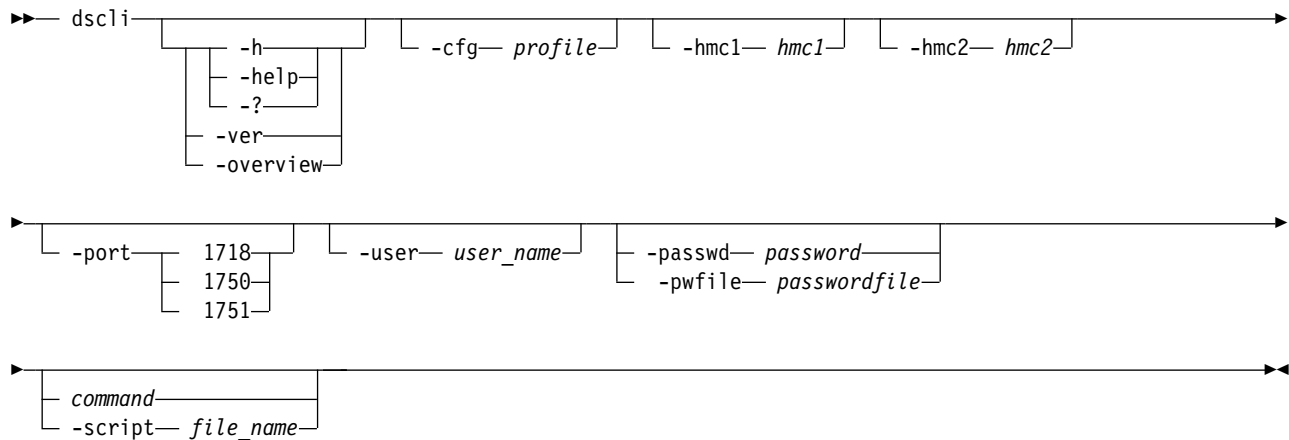 dscli
-h
-help
-?
-ver
-overview
-cfg profile
-hmc1 hmc1
-hmc2 hmc2
-port 1718
1750
1751
-user user_name
-passwd password
-pwfile passwordfile
command
-script file_name